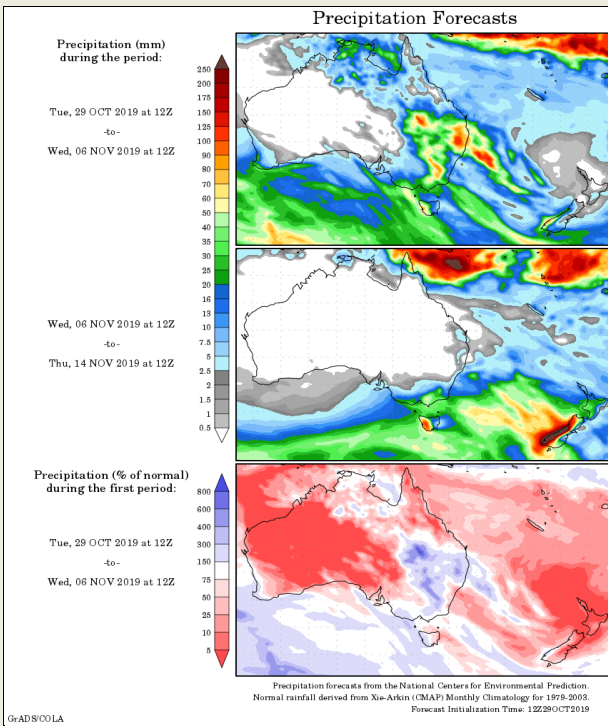 Precipitation Forecasts
Precipitation (mm)
during the period:
Tue, 29 OCT 2019 at 12Z
-to-
Wed, 06 NOV 2019 at 12Z
250
200
175
150
125
100
90
80
70
60
50
40
35
30
25
20
16
13
10
7.5
5
2.5
2
1.5
1
0.5
Wed, 06 NOV 2019 at 12Z
-to-
Thu, 14 NOV 2019 at 12Z
Precipitation (% of normal)
during the first period:
Tue, 29 OCT 2019 at 12Z
-to-
Wed, 06 NOV 2019 at 12Z
800
600
400
300
150
75
50
25
10
5
Precipitation forecasts from the National Centers for Environmental Prediction.
Normal rainfall derived from Xie-Arkin (CMAP) Monthly Climatology for 1979-2003.
Forecast Initialization Time: 12Z29OCT2019
GrADS/COLA